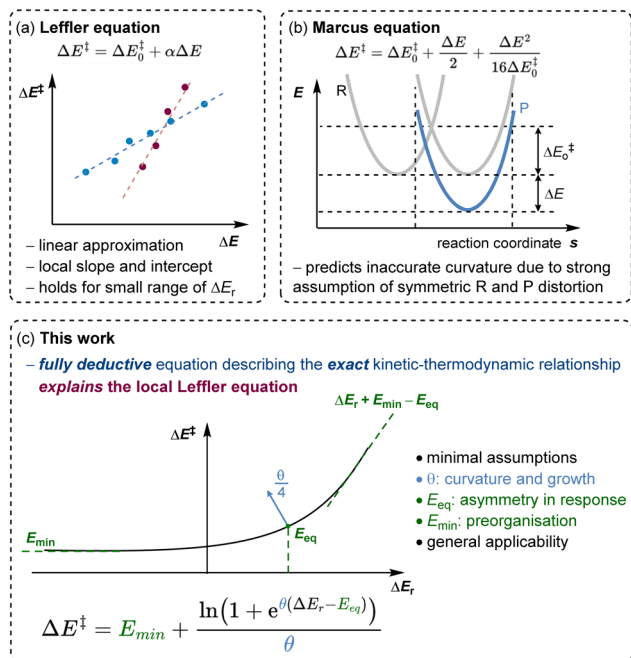 (a) Leffler equation
ΔE‡ = ΔE₀‡ + αΔE
ΔE‡
ΔE
– linear approximation
– local slope and intercept
– holds for small range of ΔEr
(b) Marcus equation
ΔE‡ = ΔE₀‡ + ΔE/2 + ΔE²/16ΔE₀‡
E
R
P
ΔEo‡
ΔE
reaction coordinate s
– predicts inaccurate curvature due to strong
assumption of symmetric R and P distortion
(c) This work
– fully deductive equation describing the exact kinetic-thermodynamic relationship
explains the local Leffler equation
ΔEr + Emin – Eeq
ΔE‡
θ/4
Emin
Eeq
ΔEr
● minimal assumptions
● θ: curvature and growth
● Eeq: asymmetry in response
● Emin: preorganisation
● general applicability
ΔE‡ = Emin + ln(1 + e^θ(ΔEr−Eeq))/θ